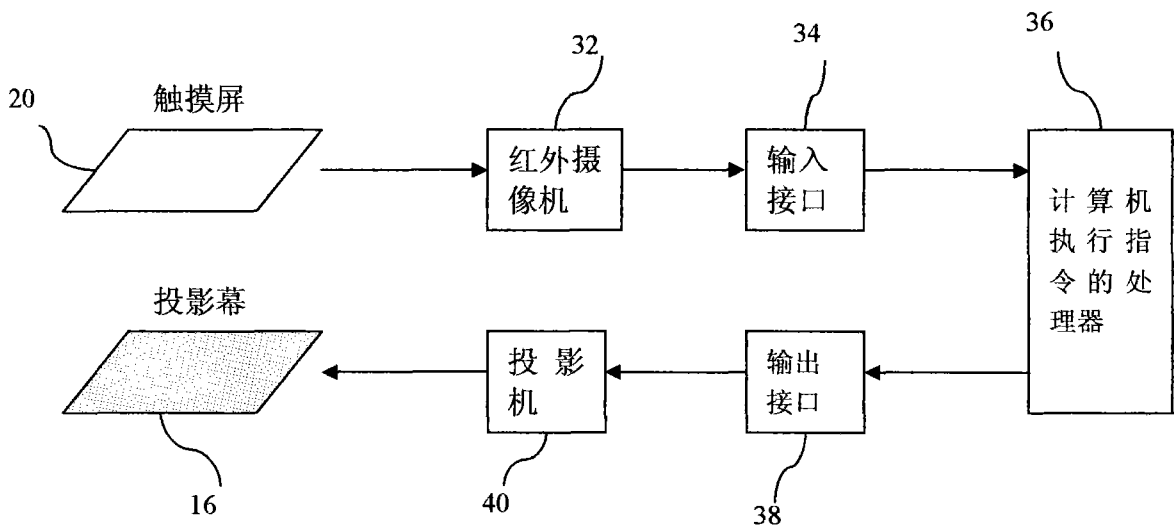 36
32
34
20
触摸屏
红外摄
像机
输入
接口
计算机
执行指
令的处
理器
投影幕
投影
机
输出
接口
16
40
38